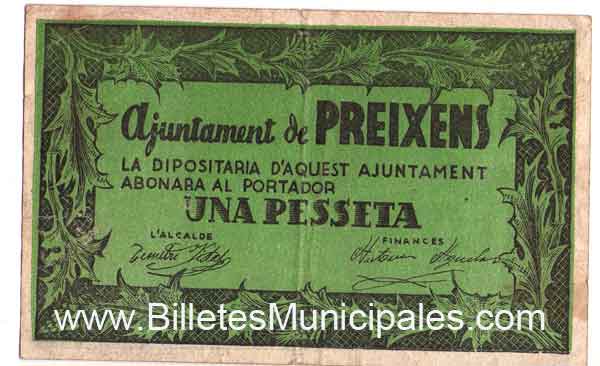 Ajuntament de PREIXENS
LA DIPOSITARIA D'AQUEST AJUNTAMENT
ABONARA AL PORTADOR
UNA PESSETA
L'ALCALDE FINANCES
www.BilletesMunicipales.com